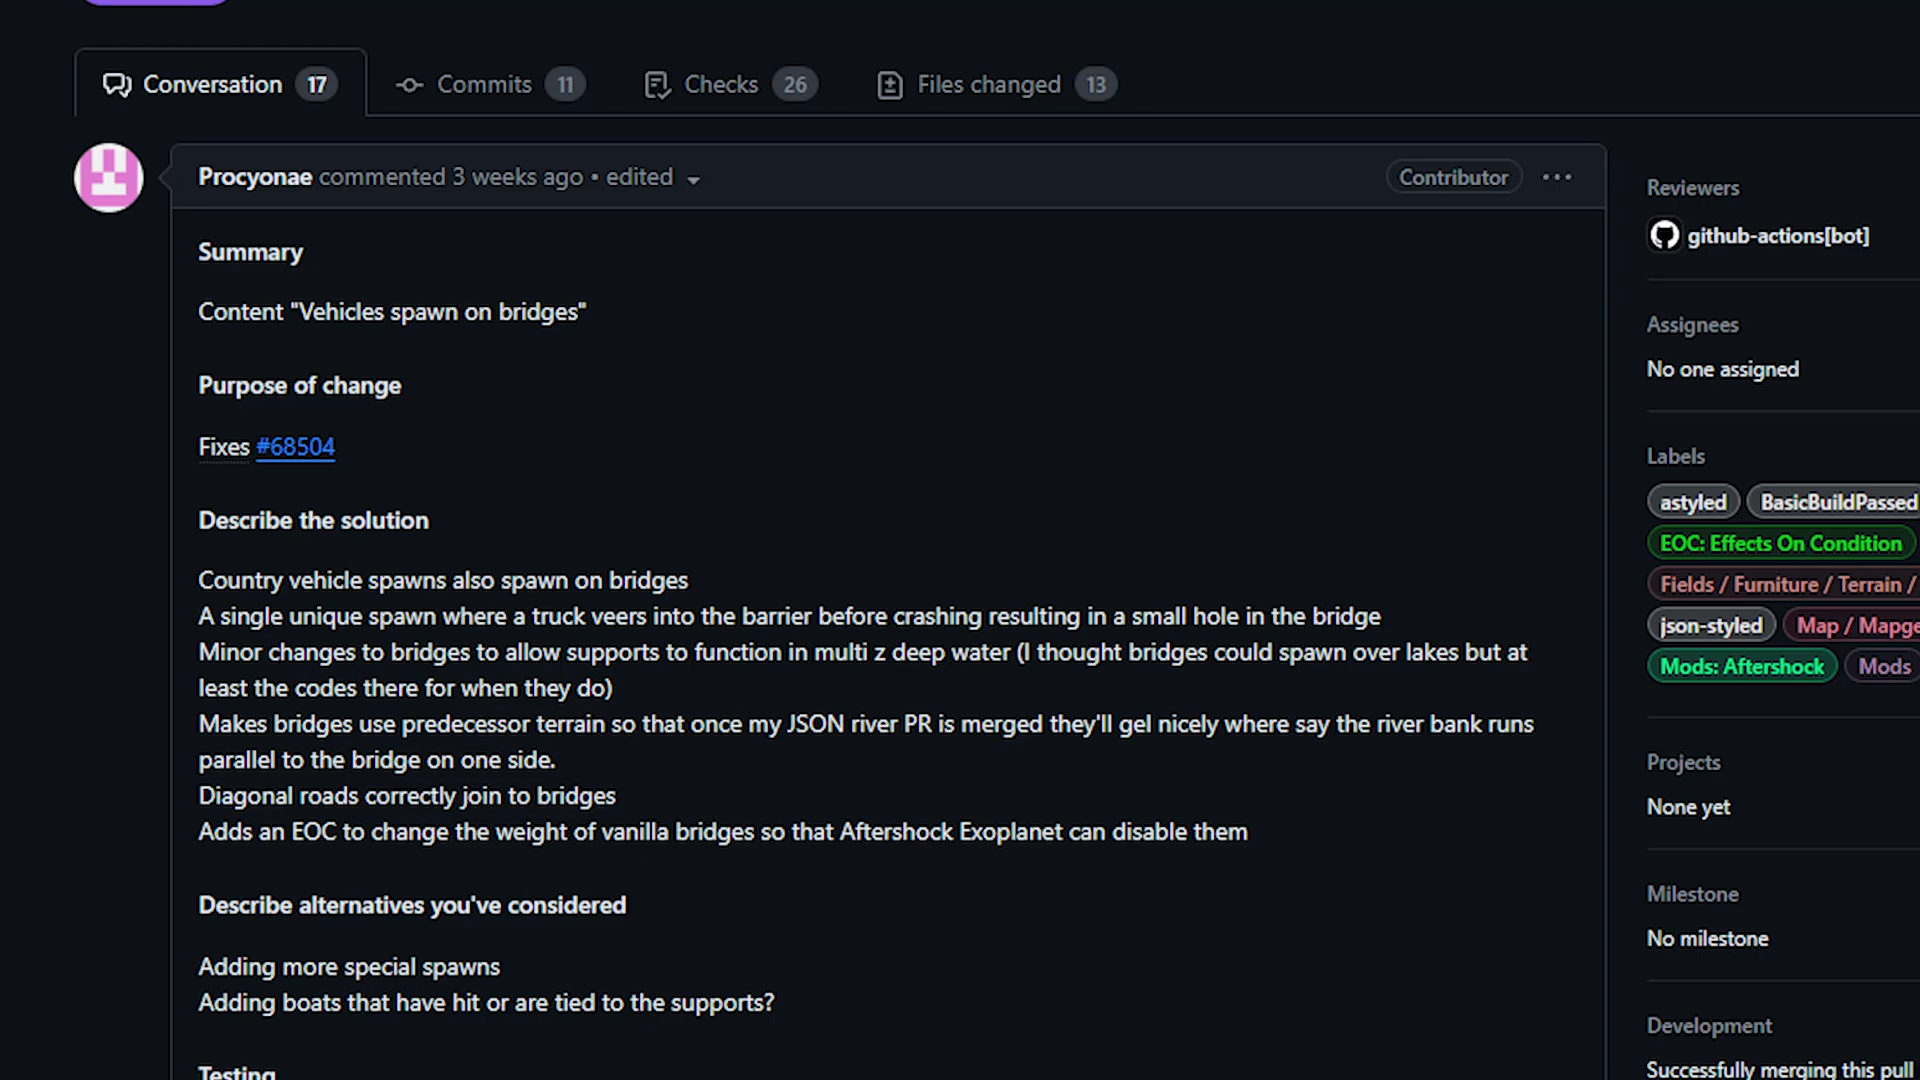 Conversation 17
Commits 11
Checks 26
Files changed 13
Procyonae commented 3 weeks ago • edited
Contributor
Summary
Content "Vehicles spawn on bridges"
Purpose of change
Fixes #68504
Describe the solution
Country vehicle spawns also spawn on bridges
A single unique spawn where a truck veers into the barrier before crashing resulting in a small hole in the bridge
Minor changes to bridges to allow supports to function in multi z deep water (I thought bridges could spawn over lakes but at
least the codes there for when they do)
Makes bridges use predecessor terrain so that once my JSON river PR is merged they'll gel nicely where say the river bank runs
parallel to the bridge on one side.
Diagonal roads correctly join to bridges
Adds an EOC to change the weight of vanilla bridges so that Aftershock Exoplanet can disable them
Describe alternatives you've considered
Adding more special spawns
Adding boats that have hit or are tied to the supports?
Testing
Reviewers
github-actions[bot]
Assignees
No one assigned
Labels
astyled BasicBuildPassed
EOC: Effects On Condition
Fields / Furniture / Terrain /
json-styled Map / Mapge
Mods: Aftershock Mods
Projects
None yet
Milestone
No milestone
Development
Successfully merging this pull